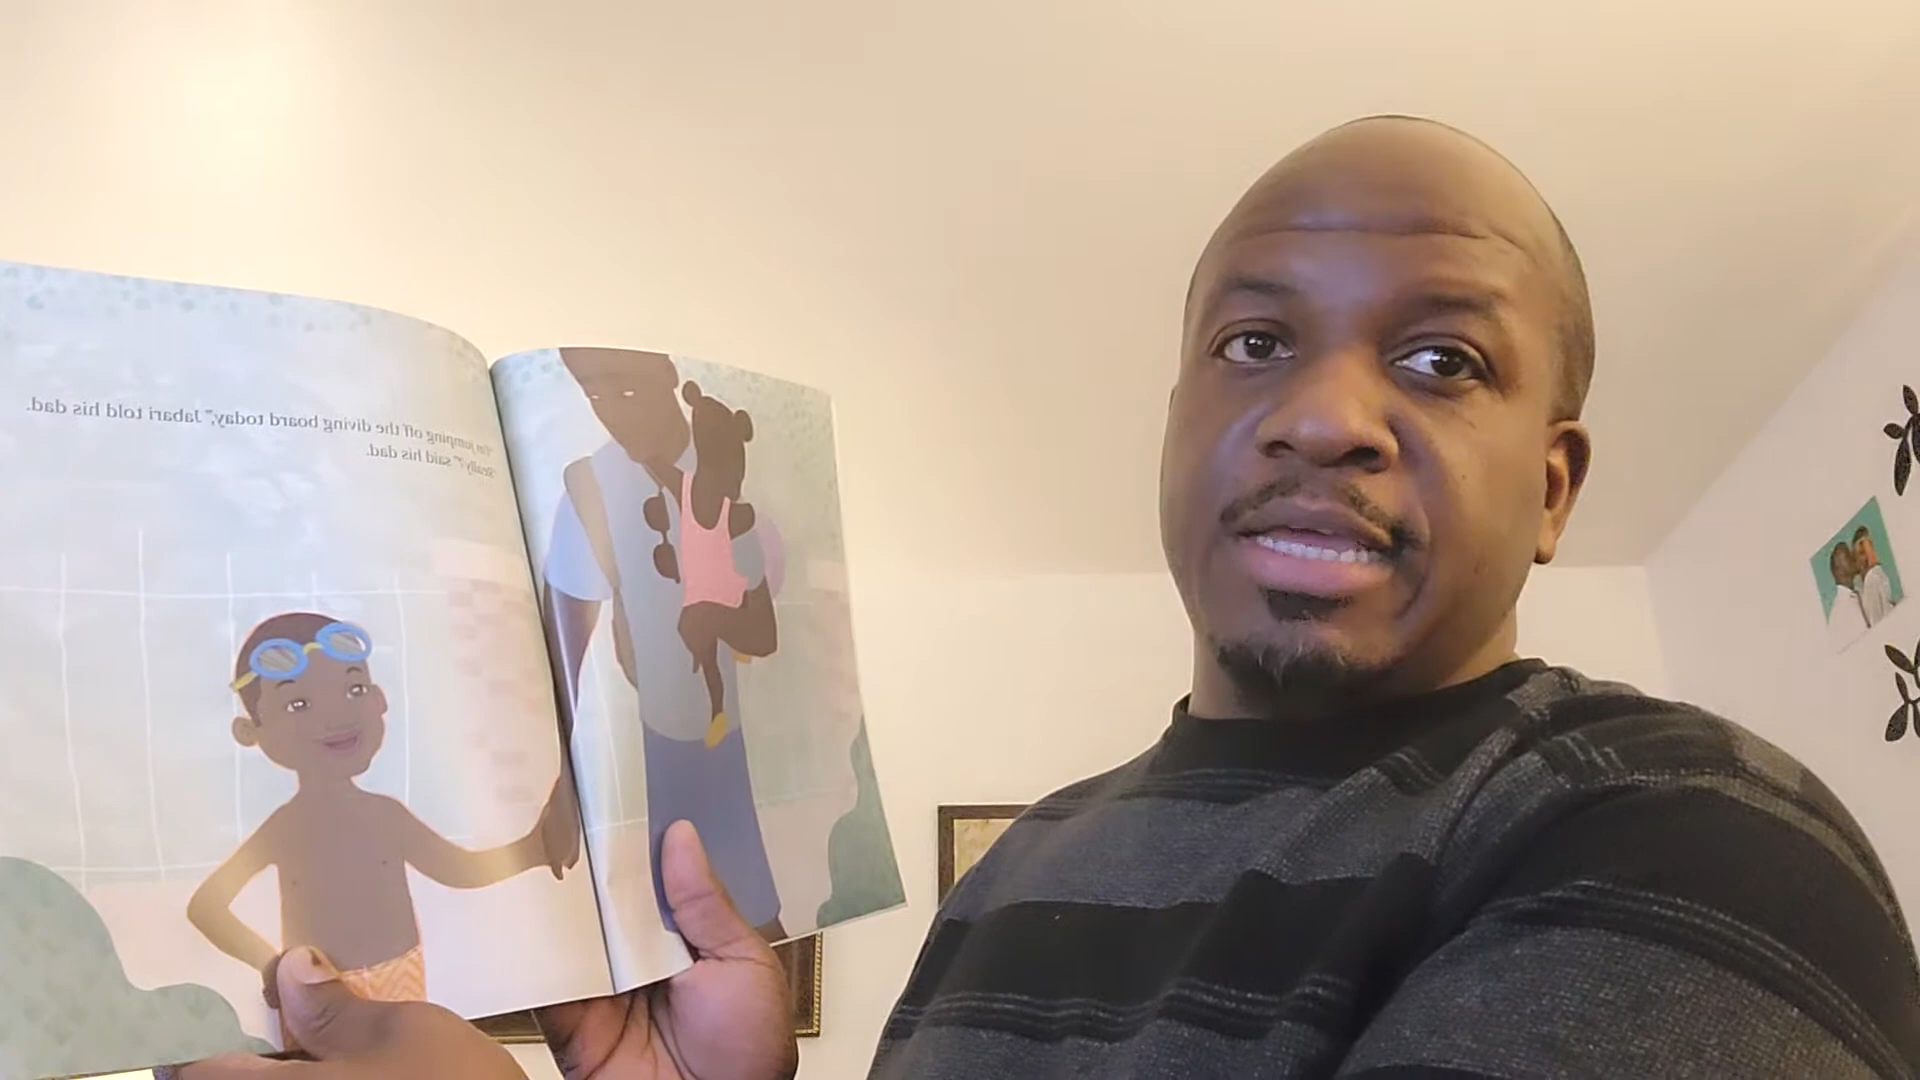 "I'm jumping off the diving board today," Jabari told his dad.
"Really?" said his dad.